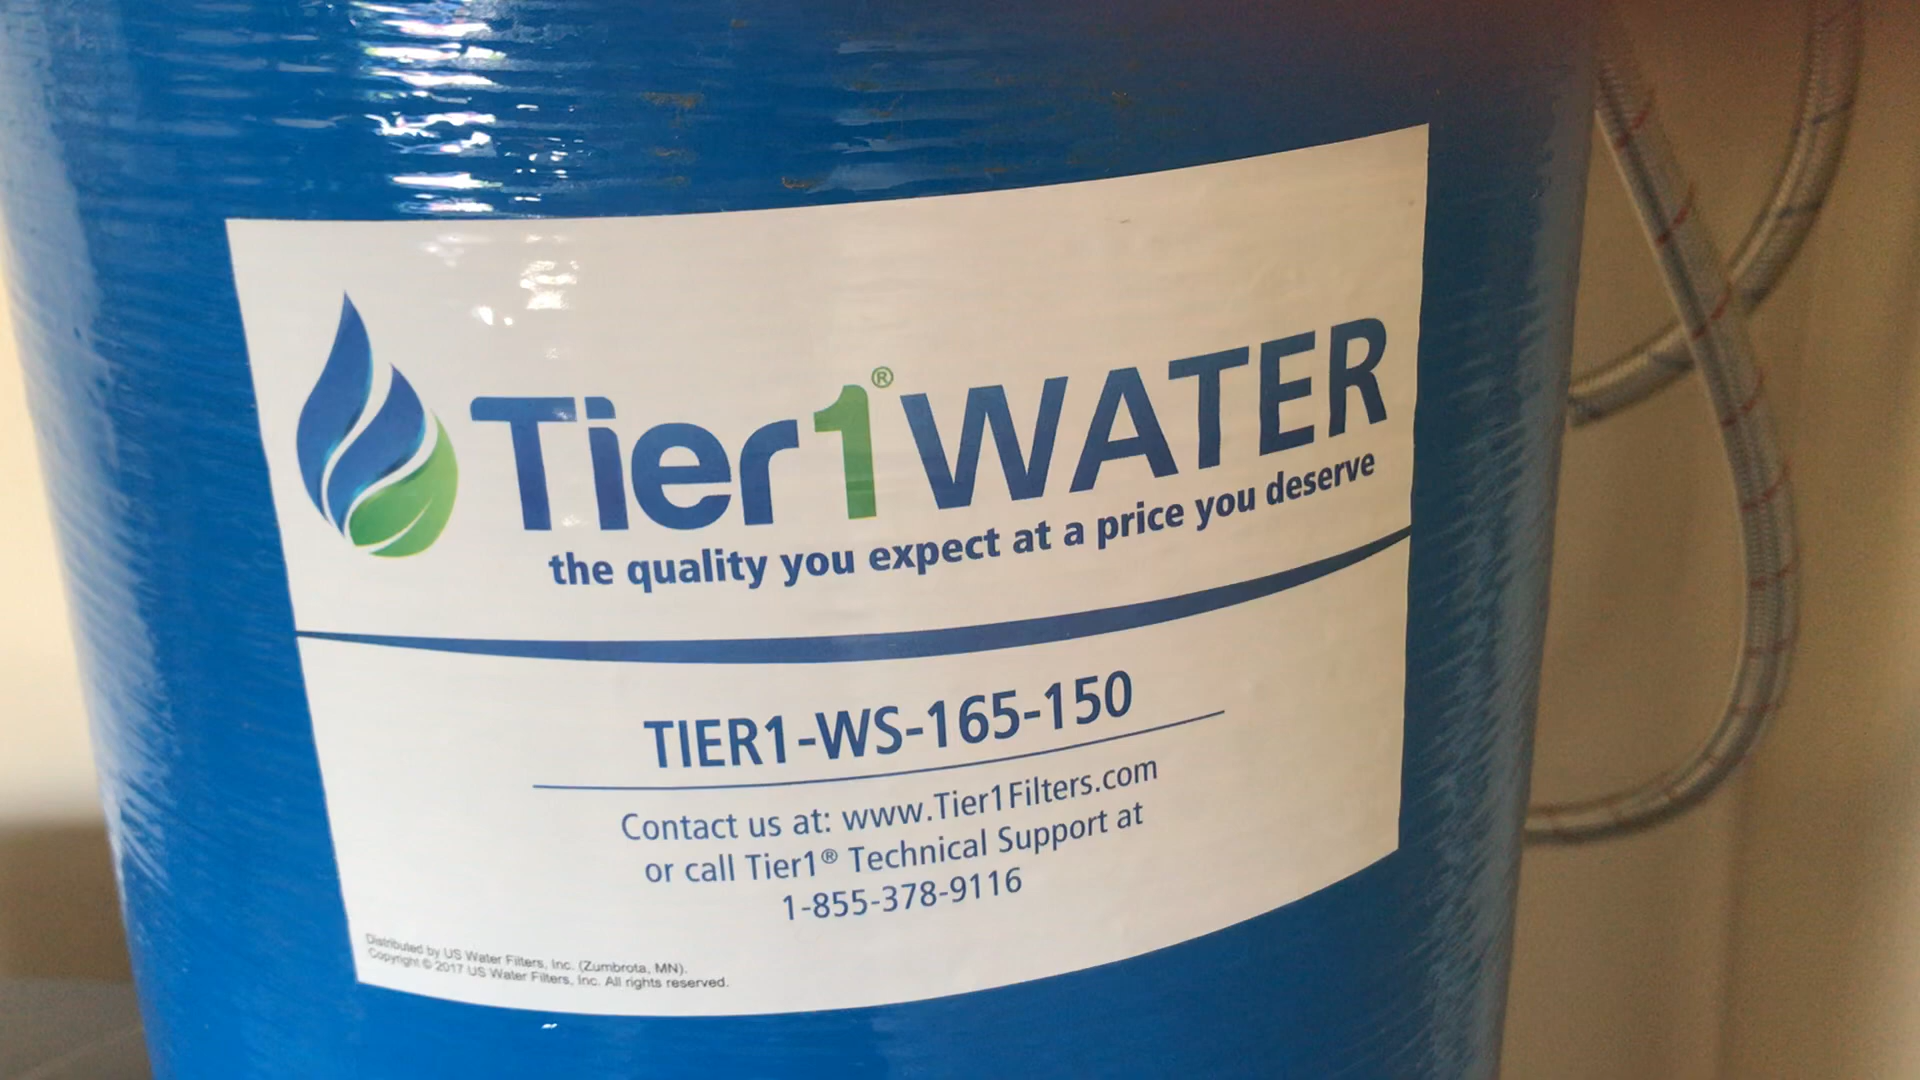 Tier1® WATER
the quality you expect at a price you deserve
TIER1-WS-165-150
Contact us at: www.Tier1Filters.com
or call Tier1® Technical Support at
1-855-378-9116
Distributed by US Water Filters, Inc. (Zumbrota, MN).
Copyright © 2017 US Water Filters, Inc. All rights reserved.